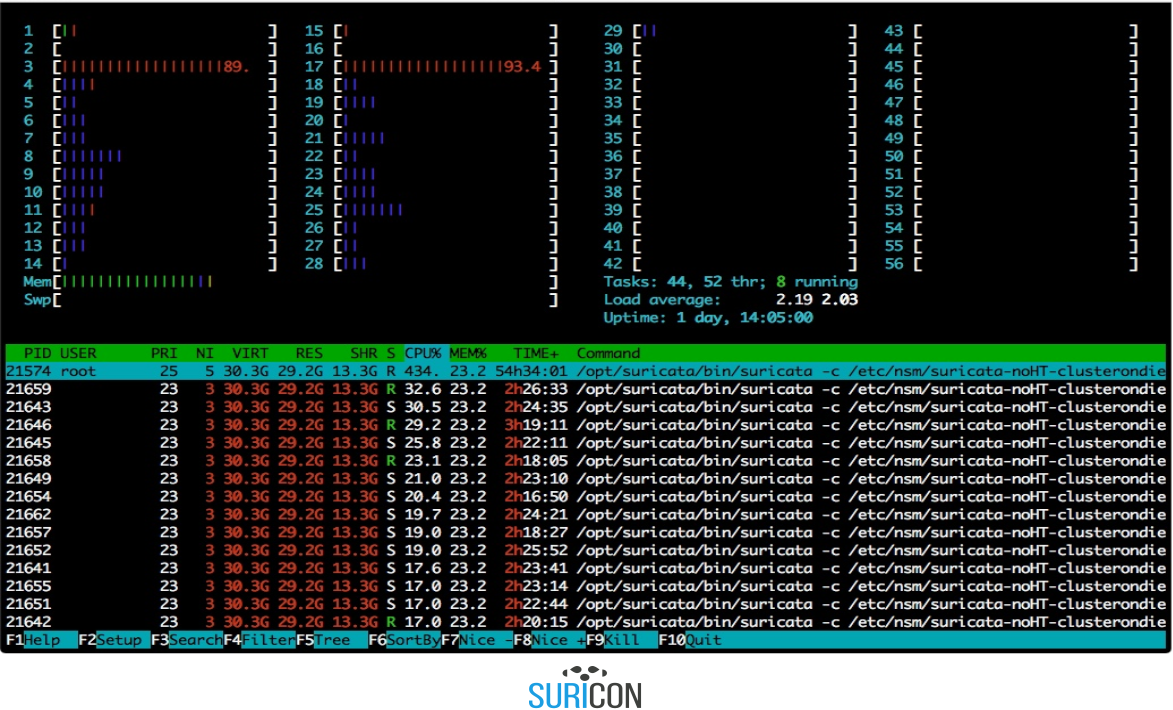 1 [|| ] 15 [| ] 29 [|| ] 43 [ ]
2 [ ] 16 [ ] 30 [ ] 44 [ ]
3 [||||||||||||||||||89. ] 17 [||||||||||||||||||93.4 ] 31 [ ] 45 [ ]
4 [|||| ] 18 [|| ] 32 [ ] 46 [ ]
5 [|| ] 19 [|||| ] 33 [ ] 47 [ ]
6 [||| ] 20 [| ] 34 [ ] 48 [ ]
7 [||| ] 21 [||||| ] 35 [ ] 49 [ ]
8 [||||||| ] 22 [|| ] 36 [ ] 50 [ ]
9 [||||| ] 23 [|||| ] 37 [ ] 51 [ ]
10 [||||| ] 24 [|||| ] 38 [ ] 52 [ ]
11 [|||| ] 25 [||||||| ] 39 [ ] 53 [ ]
12 [||| ] 26 [|| ] 40 [ ] 54 [ ]
13 [||| ] 27 [|| ] 41 [ ] 55 [ ]
14 [| ] 28 [||| ] 42 [ ] 56 [ ]
Mem[||||||||||||||||| ] Tasks: 44, 52 thr; 8 running
Swp[ ] Load average: 2.19 2.03
Uptime: 1 day, 14:05:00
PID USER PRI NI VIRT RES SHR S CPU% MEM% TIME+ Command
21574 root 25 5 30.3G 29.2G 13.3G R 434. 23.2 54h34:01 /opt/suricata/bin/suricata -c /etc/nsm/suricata-noHT-clusterondie
21659 23 3 30.3G 29.2G 13.3G R 32.6 23.2 2h26:33 /opt/suricata/bin/suricata -c /etc/nsm/suricata-noHT-clusterondie
21643 23 3 30.3G 29.2G 13.3G S 30.5 23.2 2h24:35 /opt/suricata/bin/suricata -c /etc/nsm/suricata-noHT-clusterondie
21646 23 3 30.3G 29.2G 13.3G R 29.2 23.2 3h19:11 /opt/suricata/bin/suricata -c /etc/nsm/suricata-noHT-clusterondie
21645 23 3 30.3G 29.2G 13.3G S 25.8 23.2 2h22:11 /opt/suricata/bin/suricata -c /etc/nsm/suricata-noHT-clusterondie
21658 23 3 30.3G 29.2G 13.3G R 23.1 23.2 2h18:05 /opt/suricata/bin/suricata -c /etc/nsm/suricata-noHT-clusterondie
21649 23 3 30.3G 29.2G 13.3G S 21.0 23.2 2h23:10 /opt/suricata/bin/suricata -c /etc/nsm/suricata-noHT-clusterondie
21654 23 3 30.3G 29.2G 13.3G S 20.4 23.2 2h16:50 /opt/suricata/bin/suricata -c /etc/nsm/suricata-noHT-clusterondie
21662 23 3 30.3G 29.2G 13.3G S 19.7 23.2 2h24:21 /opt/suricata/bin/suricata -c /etc/nsm/suricata-noHT-clusterondie
21657 23 3 30.3G 29.2G 13.3G S 19.0 23.2 2h18:27 /opt/suricata/bin/suricata -c /etc/nsm/suricata-noHT-clusterondie
21652 23 3 30.3G 29.2G 13.3G S 19.0 23.2 2h25:52 /opt/suricata/bin/suricata -c /etc/nsm/suricata-noHT-clusterondie
21641 23 3 30.3G 29.2G 13.3G S 17.6 23.2 2h23:41 /opt/suricata/bin/suricata -c /etc/nsm/suricata-noHT-clusterondie
21655 23 3 30.3G 29.2G 13.3G S 17.0 23.2 2h23:14 /opt/suricata/bin/suricata -c /etc/nsm/suricata-noHT-clusterondie
21651 23 3 30.3G 29.2G 13.3G S 17.0 23.2 2h22:44 /opt/suricata/bin/suricata -c /etc/nsm/suricata-noHT-clusterondie
21642 23 3 30.3G 29.2G 13.3G R 17.0 23.2 2h20:15 /opt/suricata/bin/suricata -c /etc/nsm/suricata-noHT-clusterondie
F1Help F2Setup F3SearchF4FilterF5Tree F6SortByF7Nice -F8Nice +F9Kill F10Quit
SURICON